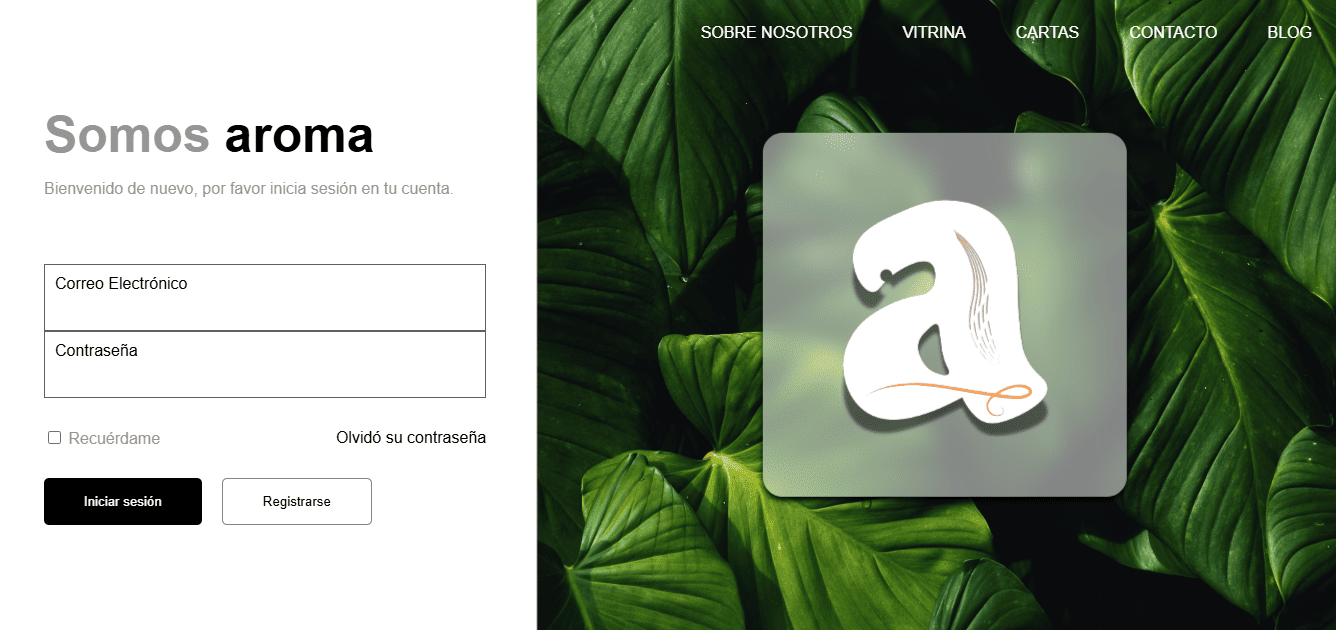 SOBRE NOSOTROS VITRINA CARTAS CONTACTO BLOG
Somos aroma
Bienvenido de nuevo, por favor inicia sesión en tu cuenta.
Correo Electrónico
Contraseña
Recuérdame Olvidó su contraseña
Iniciar sesión Registrarse
a